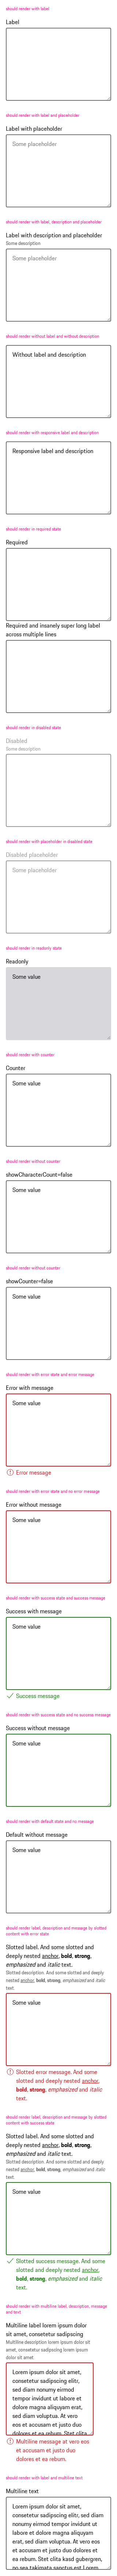 should render with label
Label
should render with label and placeholder
Label with placeholder
Some placeholder
should render with label, description and placeholder
Label with description and placeholder
Some description
Some placeholder
should render without label and without description
Without label and description
should render with responsive label and description
Responsive label and description
should render in required state
Required
Required and insanely super long label
across multiple lines
should render in disabled state
Disabled
Some description
should render with placeholder in disabled state
Disabled placeholder
Some placeholder
should render in readonly state
Readonly
Some value
should render with counter
Counter
Some value
should render without counter
showCharacterCount=false
Some value
should render without counter
showCounter=false
Some value
should render with error state and error message
Error with message
Some value
Error message
should render with error state and no error message
Error without message
Some value
should render with success state and success message
Success with message
Some value
Success message
should render with success state and no success message
Success without message
Some value
should render with default state and no message
Default without message
Some value
should render label, description and message by slotted
content with error state
Slotted label. And some slotted and
deeply nested anchor, bold, strong,
emphasized and italic text.
Slotted description. And some slotted and deeply
nested anchor, bold, strong, emphasized and italic
text.
Some value
Slotted error message. And some
slotted and deeply nested anchor,
bold, strong, emphasized and italic
text.
should render label, description and message by slotted
content with success state
Slotted label. And some slotted and
deeply nested anchor, bold, strong,
emphasized and italic text.
Slotted description. And some slotted and deeply
nested anchor, bold, strong, emphasized and italic
text.
Some value
Slotted success message. And some
slotted and deeply nested anchor,
bold, strong, emphasized and italic
text.
should render with multiline label, description, message
and text
Multiline label lorem ipsum dolor
sit amet, consetetur sadipscing
Multiline description lorem ipsum dolor sit
amet, consetetur sadipscing lorem ipsum
dolor sit amet
Lorem ipsum dolor sit amet,
consetetur sadipscing elitr,
sed diam nonumy eirmod
tempor invidunt ut labore et
dolore magna aliquyam erat,
sed diam voluptua. At vero
eos et accusam et justo duo
dolores et ea rebum. Stet clita
Multiline message at vero eos
et accusam et justo duo
dolores et ea rebum.
should render with label and multiline text
Multiline text
Lorem ipsum dolor sit amet,
consetetur sadipscing elitr, sed diam
nonumy eirmod tempor invidunt ut
labore et dolore magna aliquyam
erat, sed diam voluptua. At vero eos
et accusam et justo duo dolores et ea
rebum. Stet clita kasd gubergren,
no sea takimata sanctus est Lorem